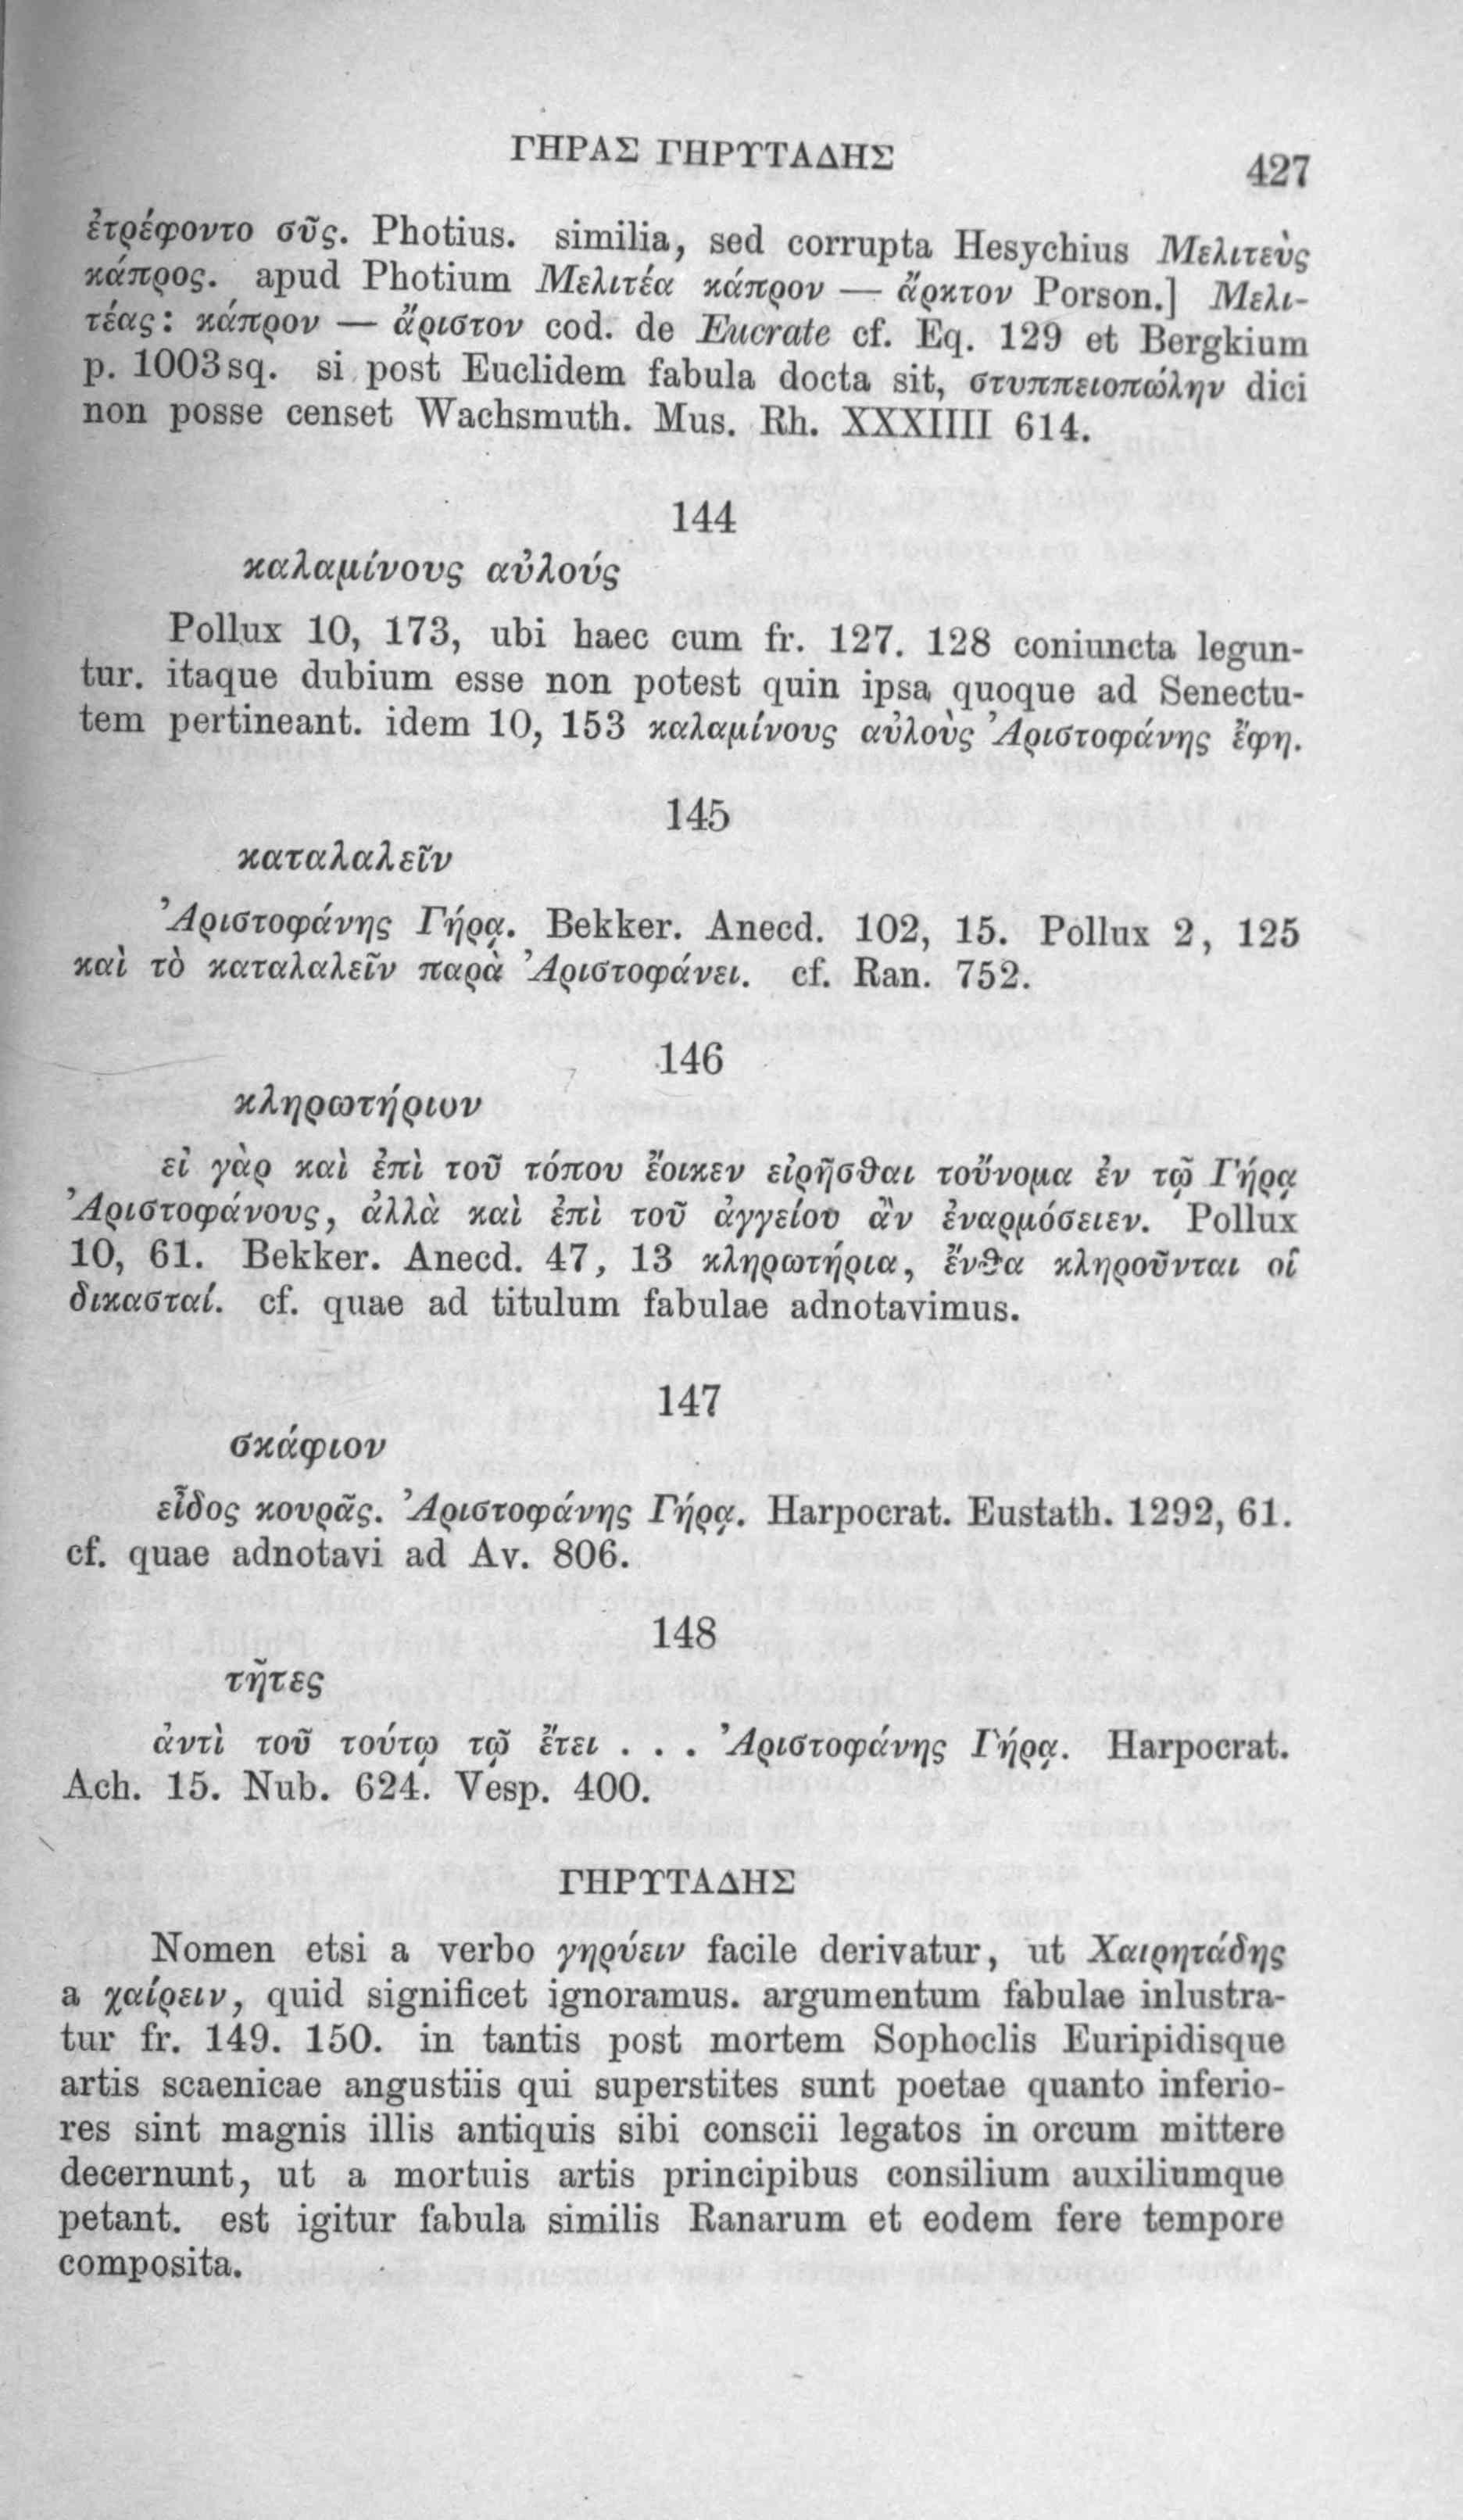 ΓΗΡΑΣ ΓΗΡΥΤΑΔΗΣ
427
ἐτρέφοντο σῦς. Photius. similia, sed corrupta Hesychius Μελιτεὺς
κάπρος. apud Photium Μελιτέα κάπρον — ἄρκτον Porson.] Μελι-
τέας: κάπρον — ἄριστον cod. de Eucrate cf. Eq. 129 et Bergkium
p. 1003 sq. si post Euclidem fabula docta sit, στυππειοπώλην dici
non posse censet Wachsmuth. Mus. Rh. XXXIIII 614.
144
καλαμίνους αὐλούς
Pollux 10, 173, ubi haec cum fr. 127. 128 coniuncta legun-
tur. itaque dubium esse non potest quin ipsa quoque ad Senectu-
tem pertineant. idem 10, 153 καλαμίνους αὐλοὺς Ἀριστοφάνης ἔφη.
145
καταλαλεῖν
Ἀριστοφάνης Γήρᾳ. Bekker. Anecd. 102, 15. Pollux 2, 125
καὶ τὸ καταλαλεῖν παρὰ Ἀριστοφάνει. cf. Ran. 752.
146
κληρωτήριον
εἰ γὰρ καὶ ἐπὶ τοῦ τόπου ἔοικεν εἰρῆσθαι τοὔνομα ἐν τῷ Γήρᾳ
Ἀριστοφάνους, ἀλλὰ καὶ ἐπὶ τοῦ ἀγγείου ἂν ἐναρμόσειεν. Pollux
10, 61. Bekker. Anecd. 47, 13 κληρωτήρια, ἔνθα κληροῦνται οἱ
δικασταί. cf. quae ad titulum fabulae adnotavimus.
147
σκάφιον
εἶδος κουρᾶς. Ἀριστοφάνης Γήρᾳ. Harpocrat. Eustath. 1292, 61.
cf. quae adnotavi ad Av. 806.
148
τῆτες
ἀντὶ τοῦ τούτῳ τῷ ἔτει . . . Ἀριστοφάνης Γήρᾳ. Harpocrat.
Ach. 15. Nub. 624. Vesp. 400.
ΓΗΡΥΤΑΔΗΣ
Nomen etsi a verbo γηρύειν facile derivatur, ut Χαιρητάδης
a χαίρειν, quid significet ignoramus. argumentum fabulae inlustra-
tur fr. 149. 150. in tantis post mortem Sophoclis Euripidisque
artis scaenicae angustiis qui superstites sunt poetae quanto inferio-
res sint magnis illis antiquis sibi conscii legatos in orcum mittere
decernunt, ut a mortuis artis principibus consilium auxiliumque
petant. est igitur fabula similis Ranarum et eodem fere tempore
composita.